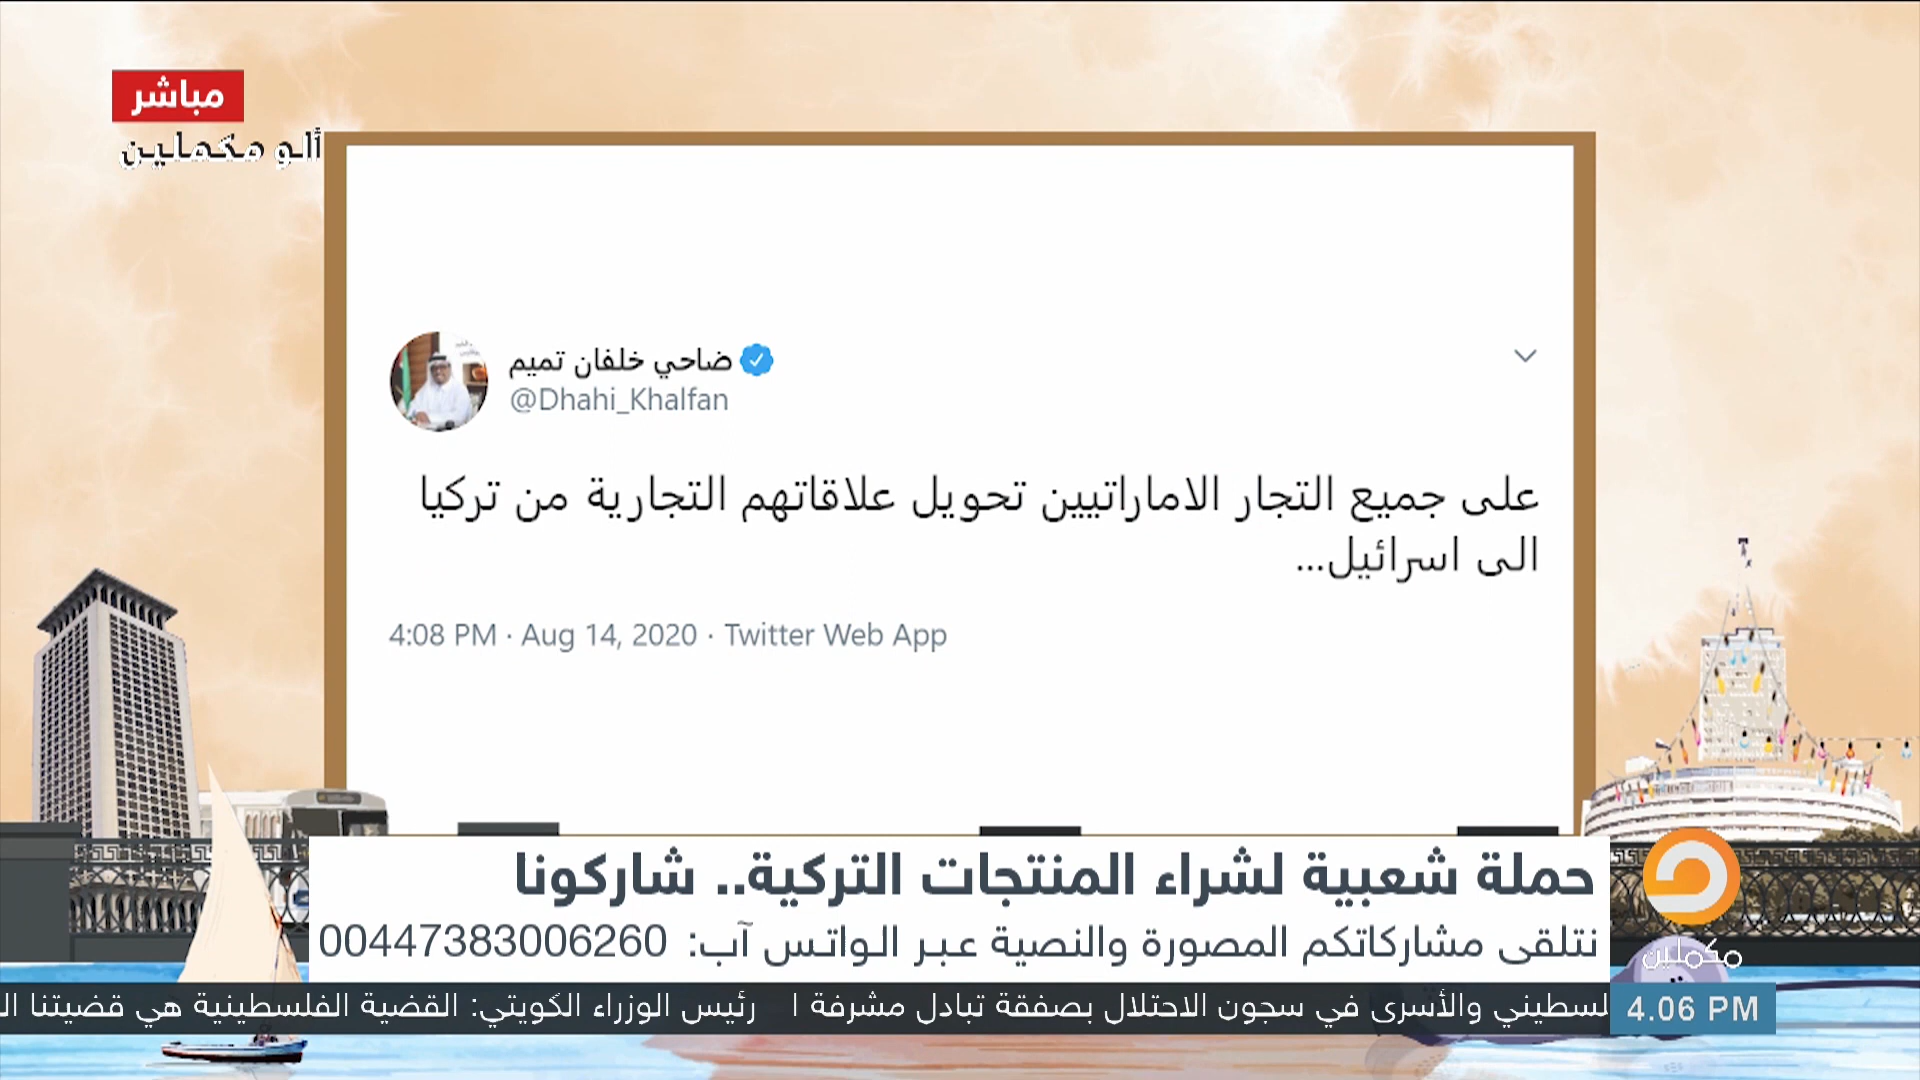 مباشر
ألو مكملين
ضاحي خلفان تميم
@Dhahi_Khalfan
على جميع التجار الاماراتيين تحويل علاقاتهم التجارية من تركيا
الى اسرائيل...
4:08 PM · Aug 14, 2020 · Twitter Web App
حملة شعبية لشراء المنتجات التركية.. شاركونا
نتلقى مشاركاتكم المصورة والنصية عبر الواتس آب: 00447383006260
مكملين
لسطيني والأسرى في سجون الاحتلال بصفقة تبادل مشرفة ا رئيس الوزراء الكويتي: القضية الفلسطينية هي قضيتنا ال
4.06 PM